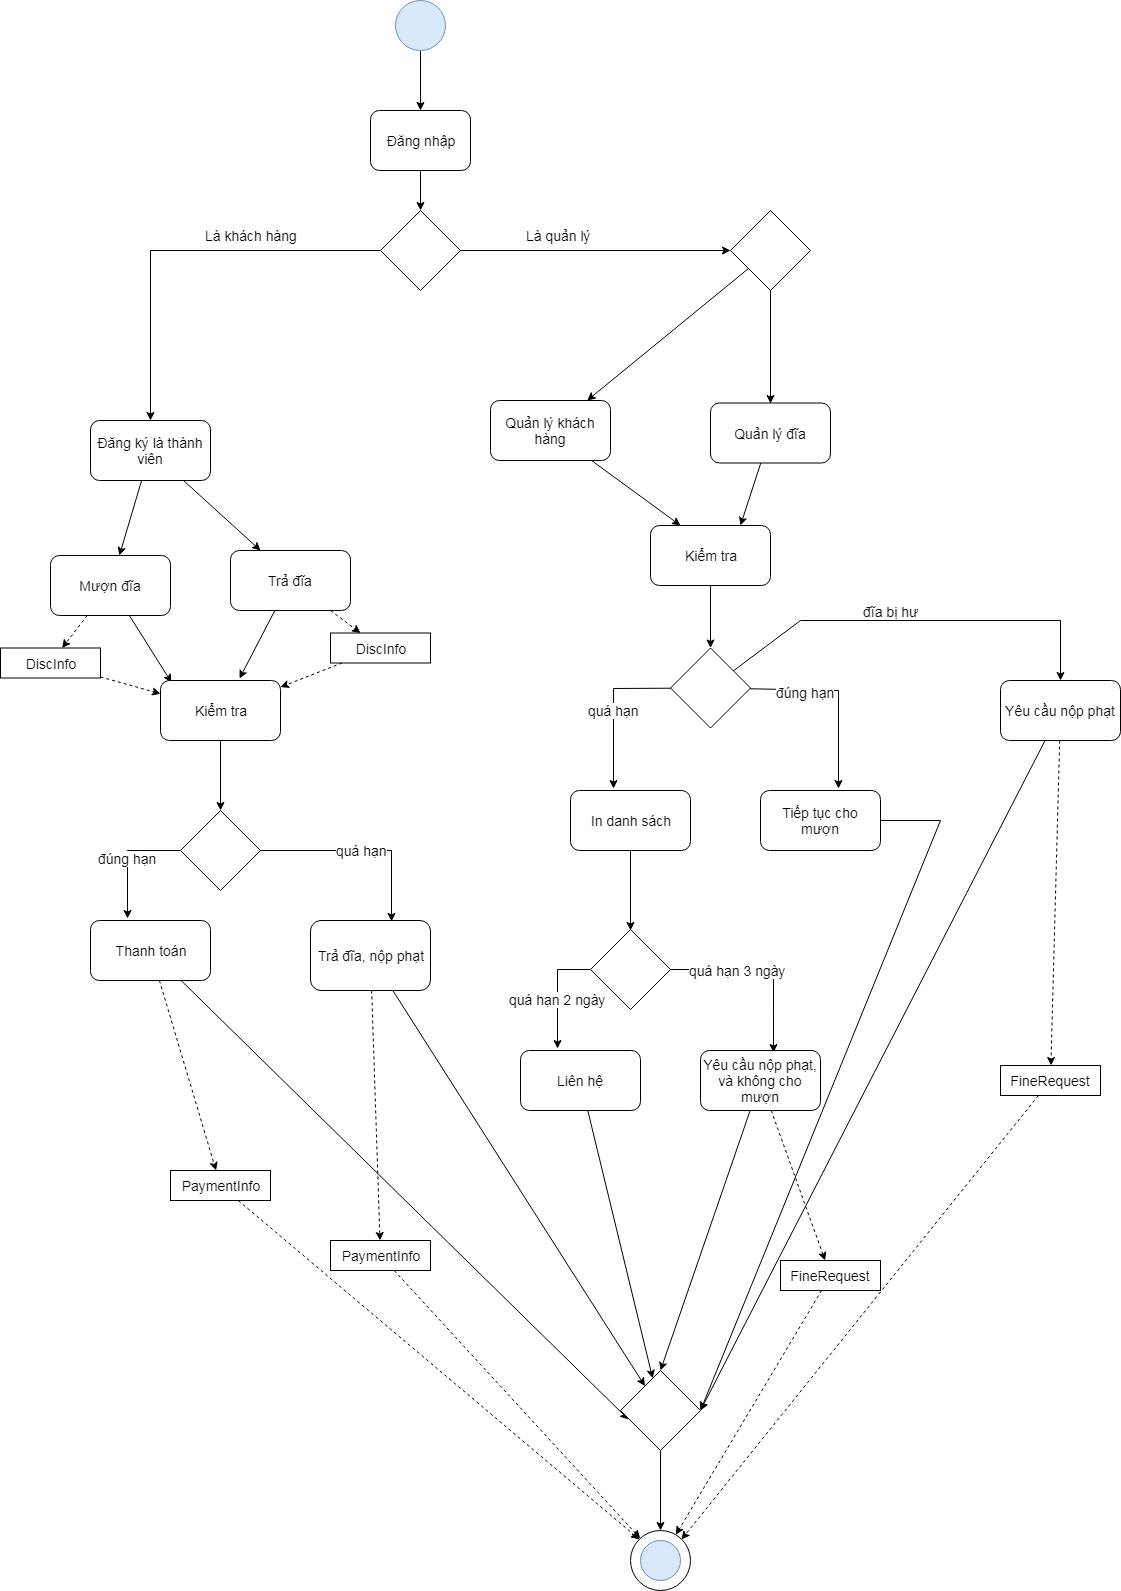 Đăng nhập
Là khách hàng
Là quản lý
Quản lý khách
hàng
Quản lý đĩa
Đăng ký là thành
viên
Kiểm tra
Mượn đĩa
Trả đĩa
đĩa bị hư
DiscInfo
DiscInfo
đúng hạn
quá hạn
Kiểm tra
Yêu cầu nộp phạt
In danh sách
Tiếp tục cho
mượn
đúng hạn
quá hạn
Thanh toán
Trả đĩa, nộp phạt
quá hạn 3 ngày
quá hạn 2 ngày
Liên hệ
Yêu cầu nộp phạt,
và không cho
mượn
FineRequest
PaymentInfo
PaymentInfo
FineRequest